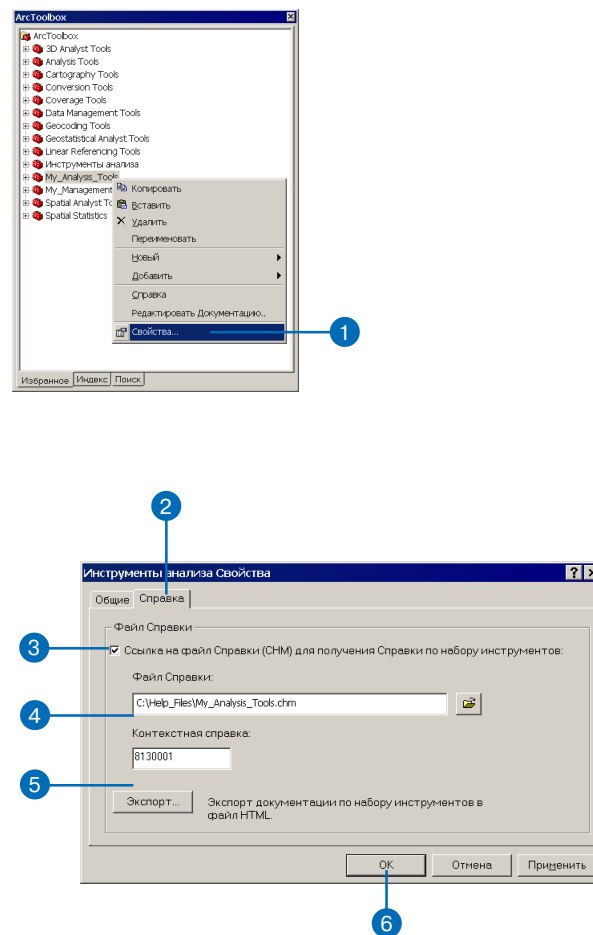 ArcToolbox
ArcToolbox
3D Analyst Tools
Analysis Tools
Cartography Tools
Conversion Tools
Coverage Tools
Data Management Tools
Geocoding Tools
Geostatistical Analyst Tools
Linear Referencing Tools
Инструменты анализа
My_Analysis_Tools
My_Management
Spatial Analyst To
Spatial Statistics
Копировать
Вставить
Удалить
Переименовать
Новый
Добавить
Справка
Редактировать Документацию..
Свойства...
1
Избранное Индекс Поиск
2
Инструменты анализа Свойства
Общие Справка
Файл Справки
3
Ссылка на файл Справки (CHM) для получения Справки по набору инструментов:
Файл Справки:
C:\Help_Files\My_Analysis_Tools.chm
4
Контекстная справка:
8130001
5
Экспорт... Экспорт документации по набору инструментов в
файл HTML.
OK Отмена Применить
6